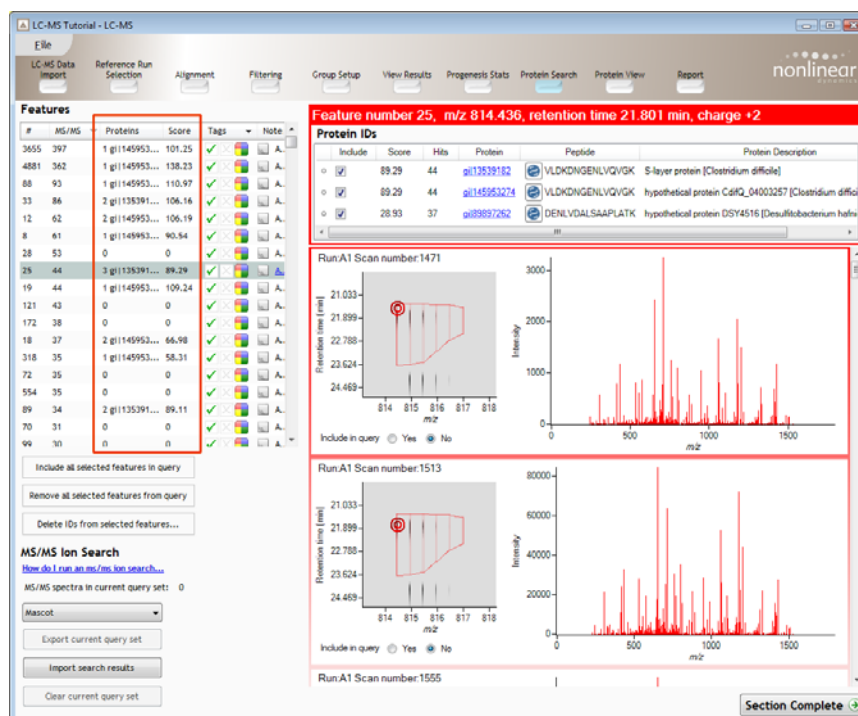 LC-MS Tutorial - LC-MS
File
LC-MS Data Import
Reference Run Selection
Alignment
Filtering
Group Setup
View Results
Progenesis Stats
Protein Search
Protein View
Report
nonlinear
dynamics
Features
# MS/MS Proteins Score Tags Note
3655 397 1 gi|145953... 101.25 A..
4881 362 1 gi|145953... 138.23 A..
88 93 1 gi|145953... 110.97 A..
33 86 2 gi|135391... 106.16 A..
12 62 2 gi|145953... 106.19 A..
8 61 1 gi|145953... 90.54 A..
28 53 0 0 A..
25 44 3 gi|135391... 89.29 A..
19 44 1 gi|145953... 109.24 A..
121 43 0 0 A..
172 38 0 0 A..
18 37 2 gi|145953... 66.98 A..
318 35 1 gi|145953... 58.31 A..
72 35 0 0 A..
554 35 0 0 A..
89 34 2 gi|135391... 89.11 A..
70 31 0 0 A..
99 30 0 0 A..
Include all selected features in query
Remove all selected features from query
Delete IDs from selected features...
MS/MS Ion Search
How do I run an ms/ms ion search...
MS/MS spectra in current query set: 0
Mascot
Export current query set
Import search results
Clear current query set
Feature number 25, m/z 814.436, retention time 21.801 min, charge +2
Protein IDs
Include Score Hits Protein Peptide Protein Description
89.29 44 gi|13539182 VLDKDNGENLVQVGK S-layer protein [Clostridium difficile]
89.29 44 gi|145953274 VLDKDNGENLVQVGK hypothetical protein CdifQ_04003257 [Clostridium diffici
28.93 37 gi|89897262 DENLVDALSAAPLATK hypothetical protein DSY4516 [Desulfitobacterium hafni
Run:A1 Scan number:1471
Retention time [min]
21.033
21.899
22.788
23.624
24.469
814 815 816 817 818
m/z
Include in query Yes No
Intensity
3000
2000
1000
0
0 500 1000 1500
m/z
Run:A1 Scan number:1513
Retention time [min]
21.033
21.899
22.788
23.624
24.469
814 815 816 817 818
m/z
Include in query Yes No
Intensity
80000
60000
40000
20000
0
0 500 1000 1500
m/z
Run:A1 Scan number:1555
Section Complete